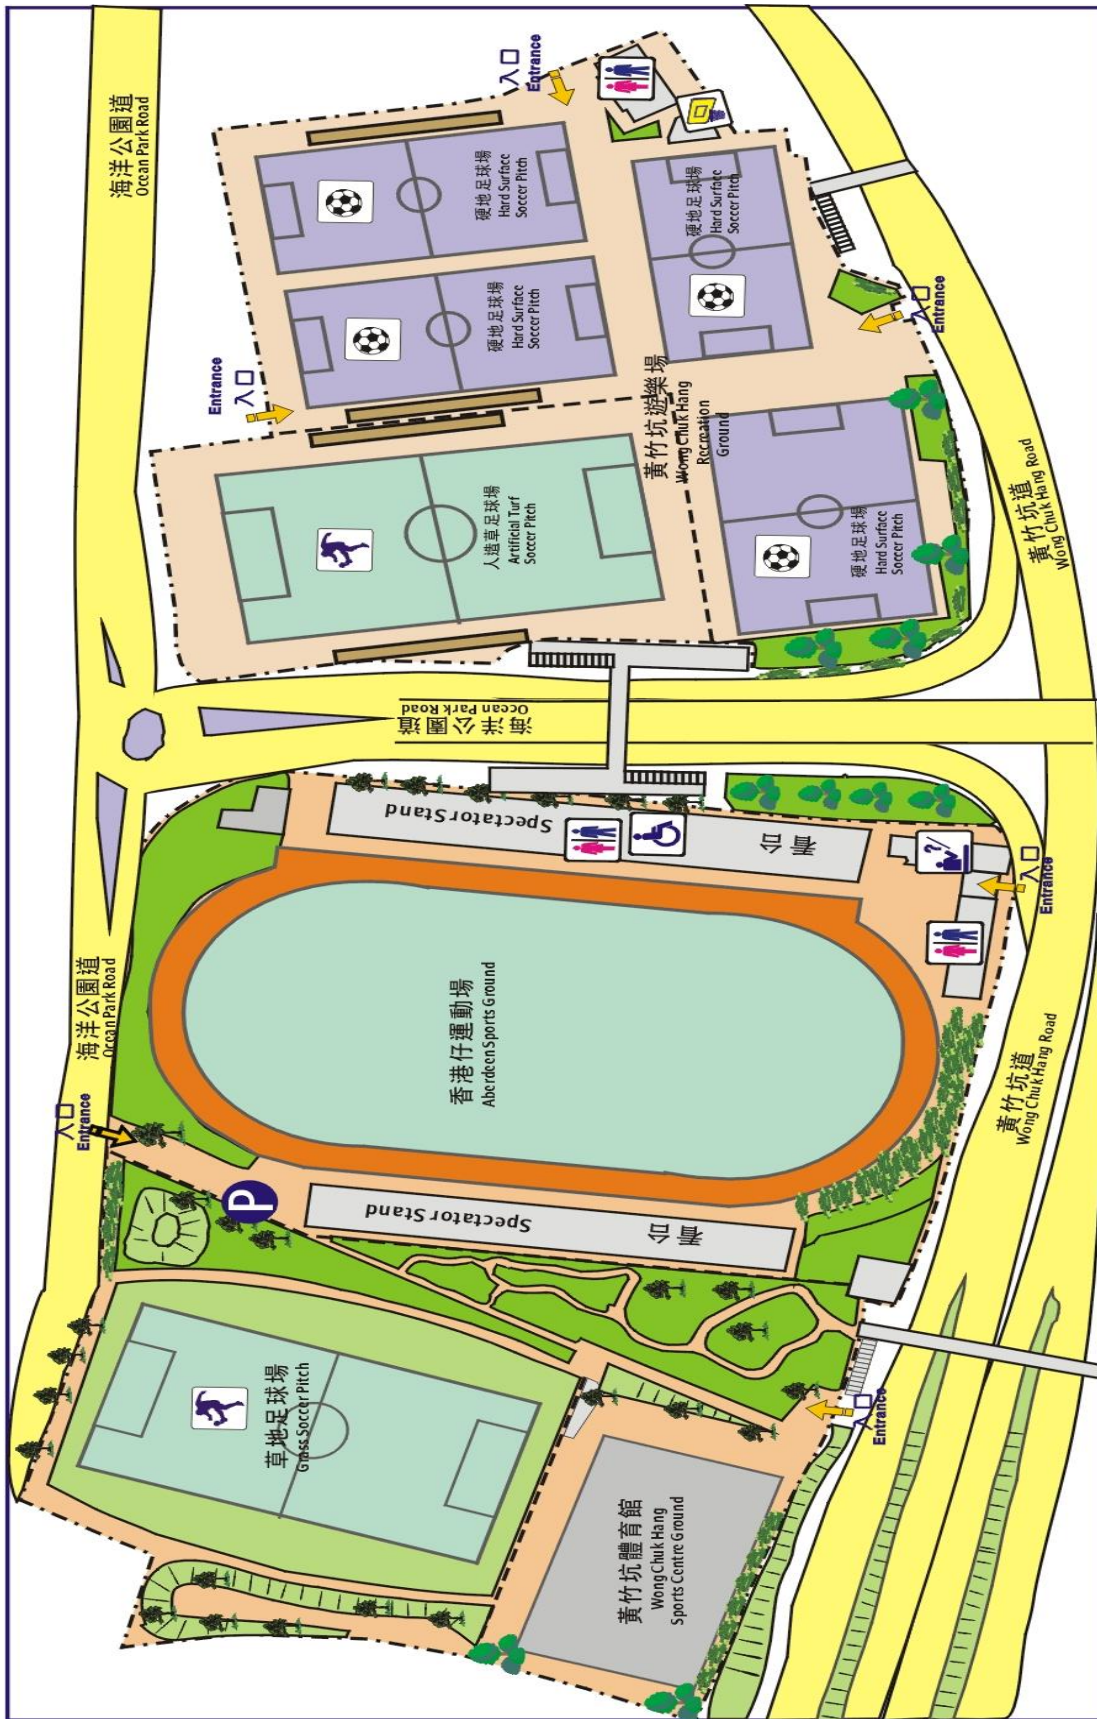 海洋公園道
Ocean Park Road
海洋公園道
Ocean Park Road
入口
Entrance
入口
Entrance
入口
Entrance
草地足球場
Grass Soccer Pitch
P
Spectator Stand
看台
香港仔運動場
Aberdeen Sports Ground
Spectator Stand
看台
海洋公園道
Ocean Park Road
人造草足球場
Artificial Turf
Soccer Pitch
硬地足球場
Hard Surface
Soccer Pitch
硬地足球場
Hard Surface
Soccer Pitch
黃竹坑體育館
Wong Chuk Hang
Sports Centre Ground
黃竹坑遊樂場
Wong Chuk Hang
Recreation
Ground
硬地足球場
Hard Surface
Soccer Pitch
硬地足球場
Hard Surface
Soccer Pitch
?
入口
Entrance
入口
Entrance
入口
Entrance
黃竹坑道
Wong Chuk Hang Road
黃竹坑道
Wong Chuk Hang Road